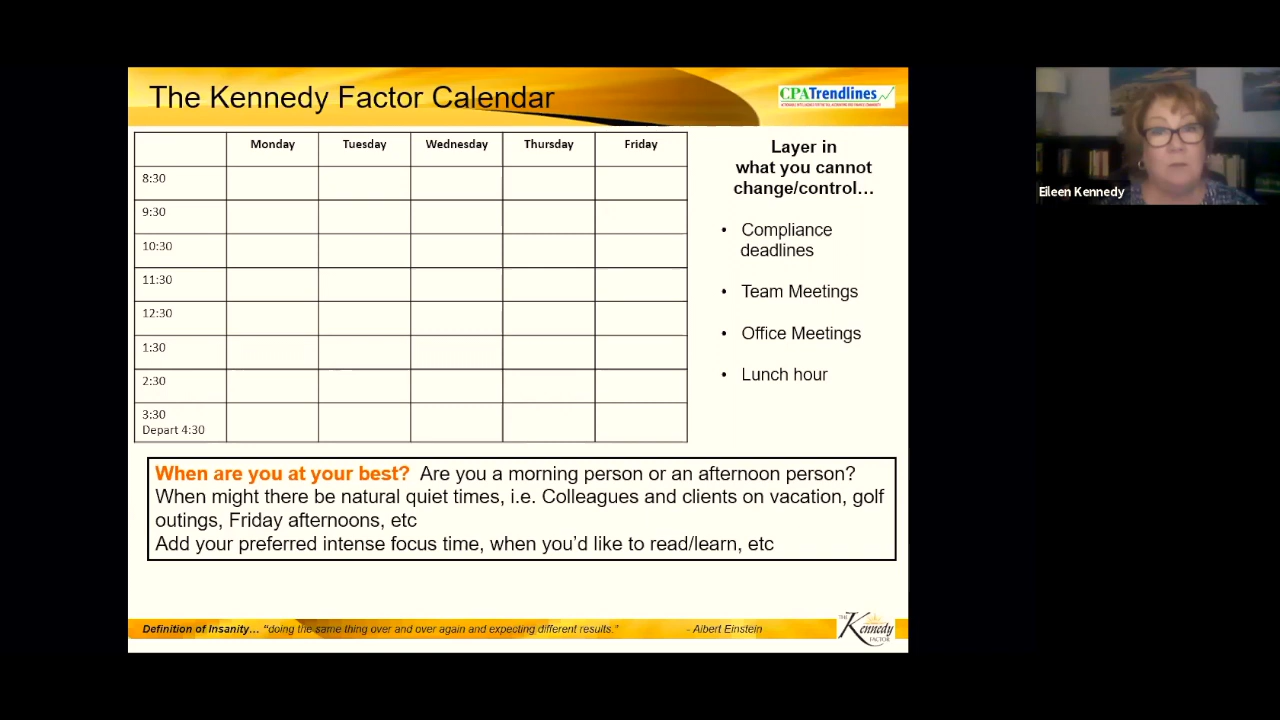 The Kennedy Factor Calendar
CPATrendlines
Monday Tuesday Wednesday Thursday Friday
8:30
9:30
10:30
11:30
12:30
1:30
2:30
3:30
Depart 4:30
Layer in
what you cannot
change/control…
• Compliance
deadlines
• Team Meetings
• Office Meetings
• Lunch hour
When are you at your best? Are you a morning person or an afternoon person?
When might there be natural quiet times, i.e. Colleagues and clients on vacation, golf
outings, Friday afternoons, etc
Add your preferred intense focus time, when you’d like to read/learn, etc
Definition of Insanity… “doing the same thing over and over again and expecting different results.” - Albert Einstein
THE
Kennedy
FACTOR
Eileen Kennedy